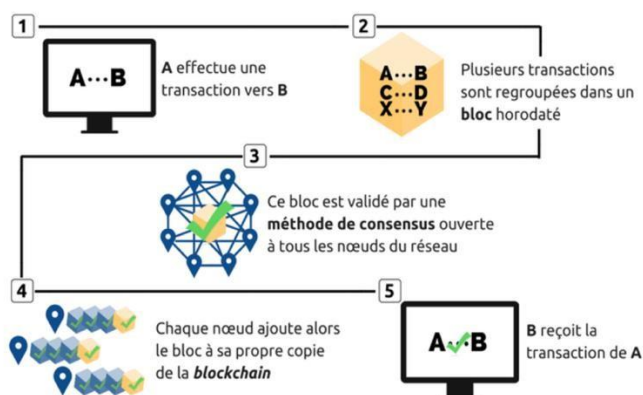 1
A···B
A effectue une
transaction vers B
2
A···B
C···D
X···Y
Plusieurs transactions
sont regroupées dans un
bloc horodaté
3
Ce bloc est validé par une
méthode de consensus ouverte
à tous les nœuds du réseau
4
Chaque nœud ajoute alors
le bloc à sa propre copie
de la blockchain
5
A···B
B reçoit la
transaction de A